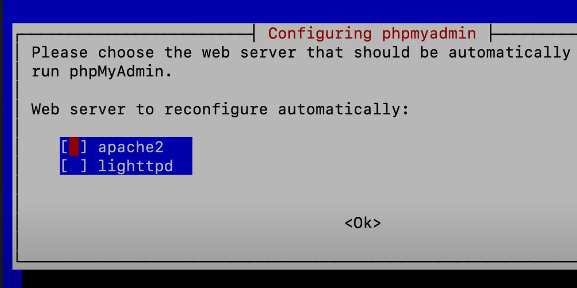 Configuring phpmyadmin
Please choose the web server that should be automatically
run phpMyAdmin.
Web server to reconfigure automatically:
[ ] apache2
[ ] lighttpd
<Ok>